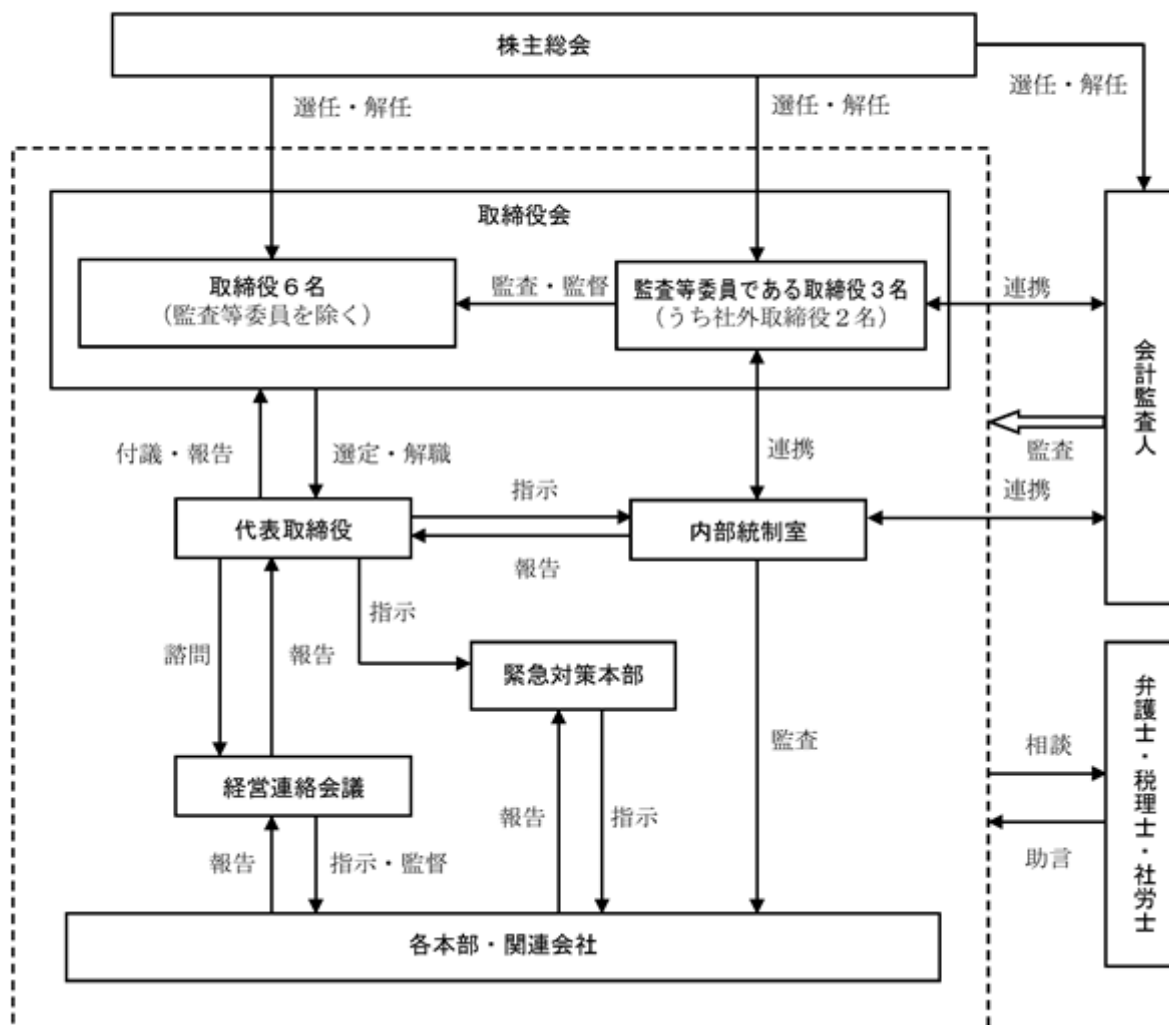 株主総会
選任・解任
選任・解任
選任・解任
取締役会
取締役6名
（監査等委員を除く）
監査・監督
監査等委員である取締役3名
（うち社外取締役2名）
連携
会計監査人
監査
連携
付議・報告
選定・解職
連携
代表取締役
指示
報告
内部統制室
指示
諮問
報告
緊急対策本部
監査
経営連絡会議
報告
指示
報告
指示・監督
相談
助言
弁護士・税理士・社労士
各本部・関連会社